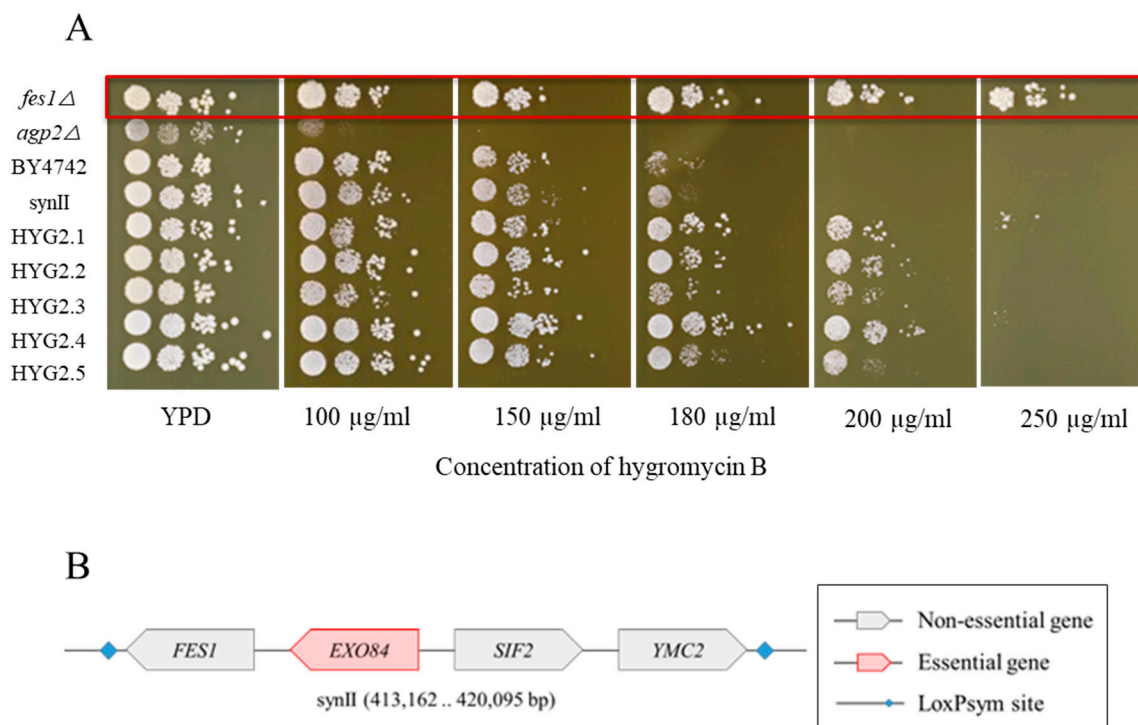 A
fes1Δ
agp2Δ
BY4742
synII
HYG2.1
HYG2.2
HYG2.3
HYG2.4
HYG2.5
YPD 100 µg/ml 150 µg/ml 180 µg/ml 200 µg/ml 250 µg/ml
Concentration of hygromycin B
B
FES1 EXO84 SIF2 YMC2
synII (413,162 .. 420,095 bp)
Non-essential gene
Essential gene
LoxPsym site